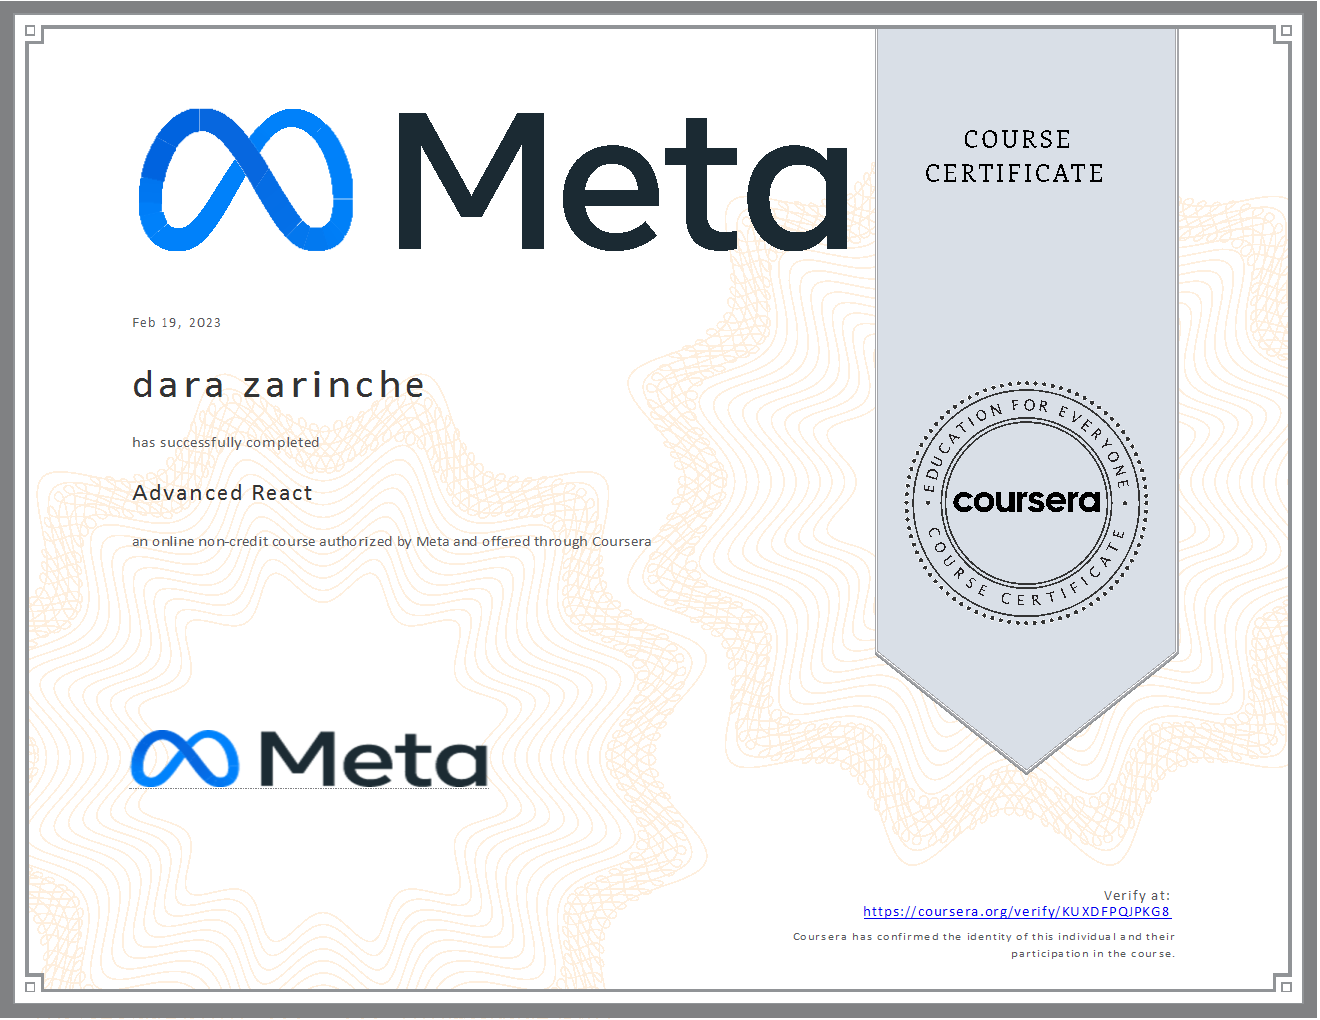 Meta
COURSE
CERTIFICATE
Feb 19, 2023
dara zarinche
has successfully completed
Advanced React
an online non-credit course authorized by Meta and offered through Coursera
EDUCATION FOR EVERYONE
coursera
COURSE CERTIFICATE
Meta
Verify at:
https://coursera.org/verify/KUXDFPQJPKG8
Coursera has confirmed the identity of this individual and their
participation in the course.